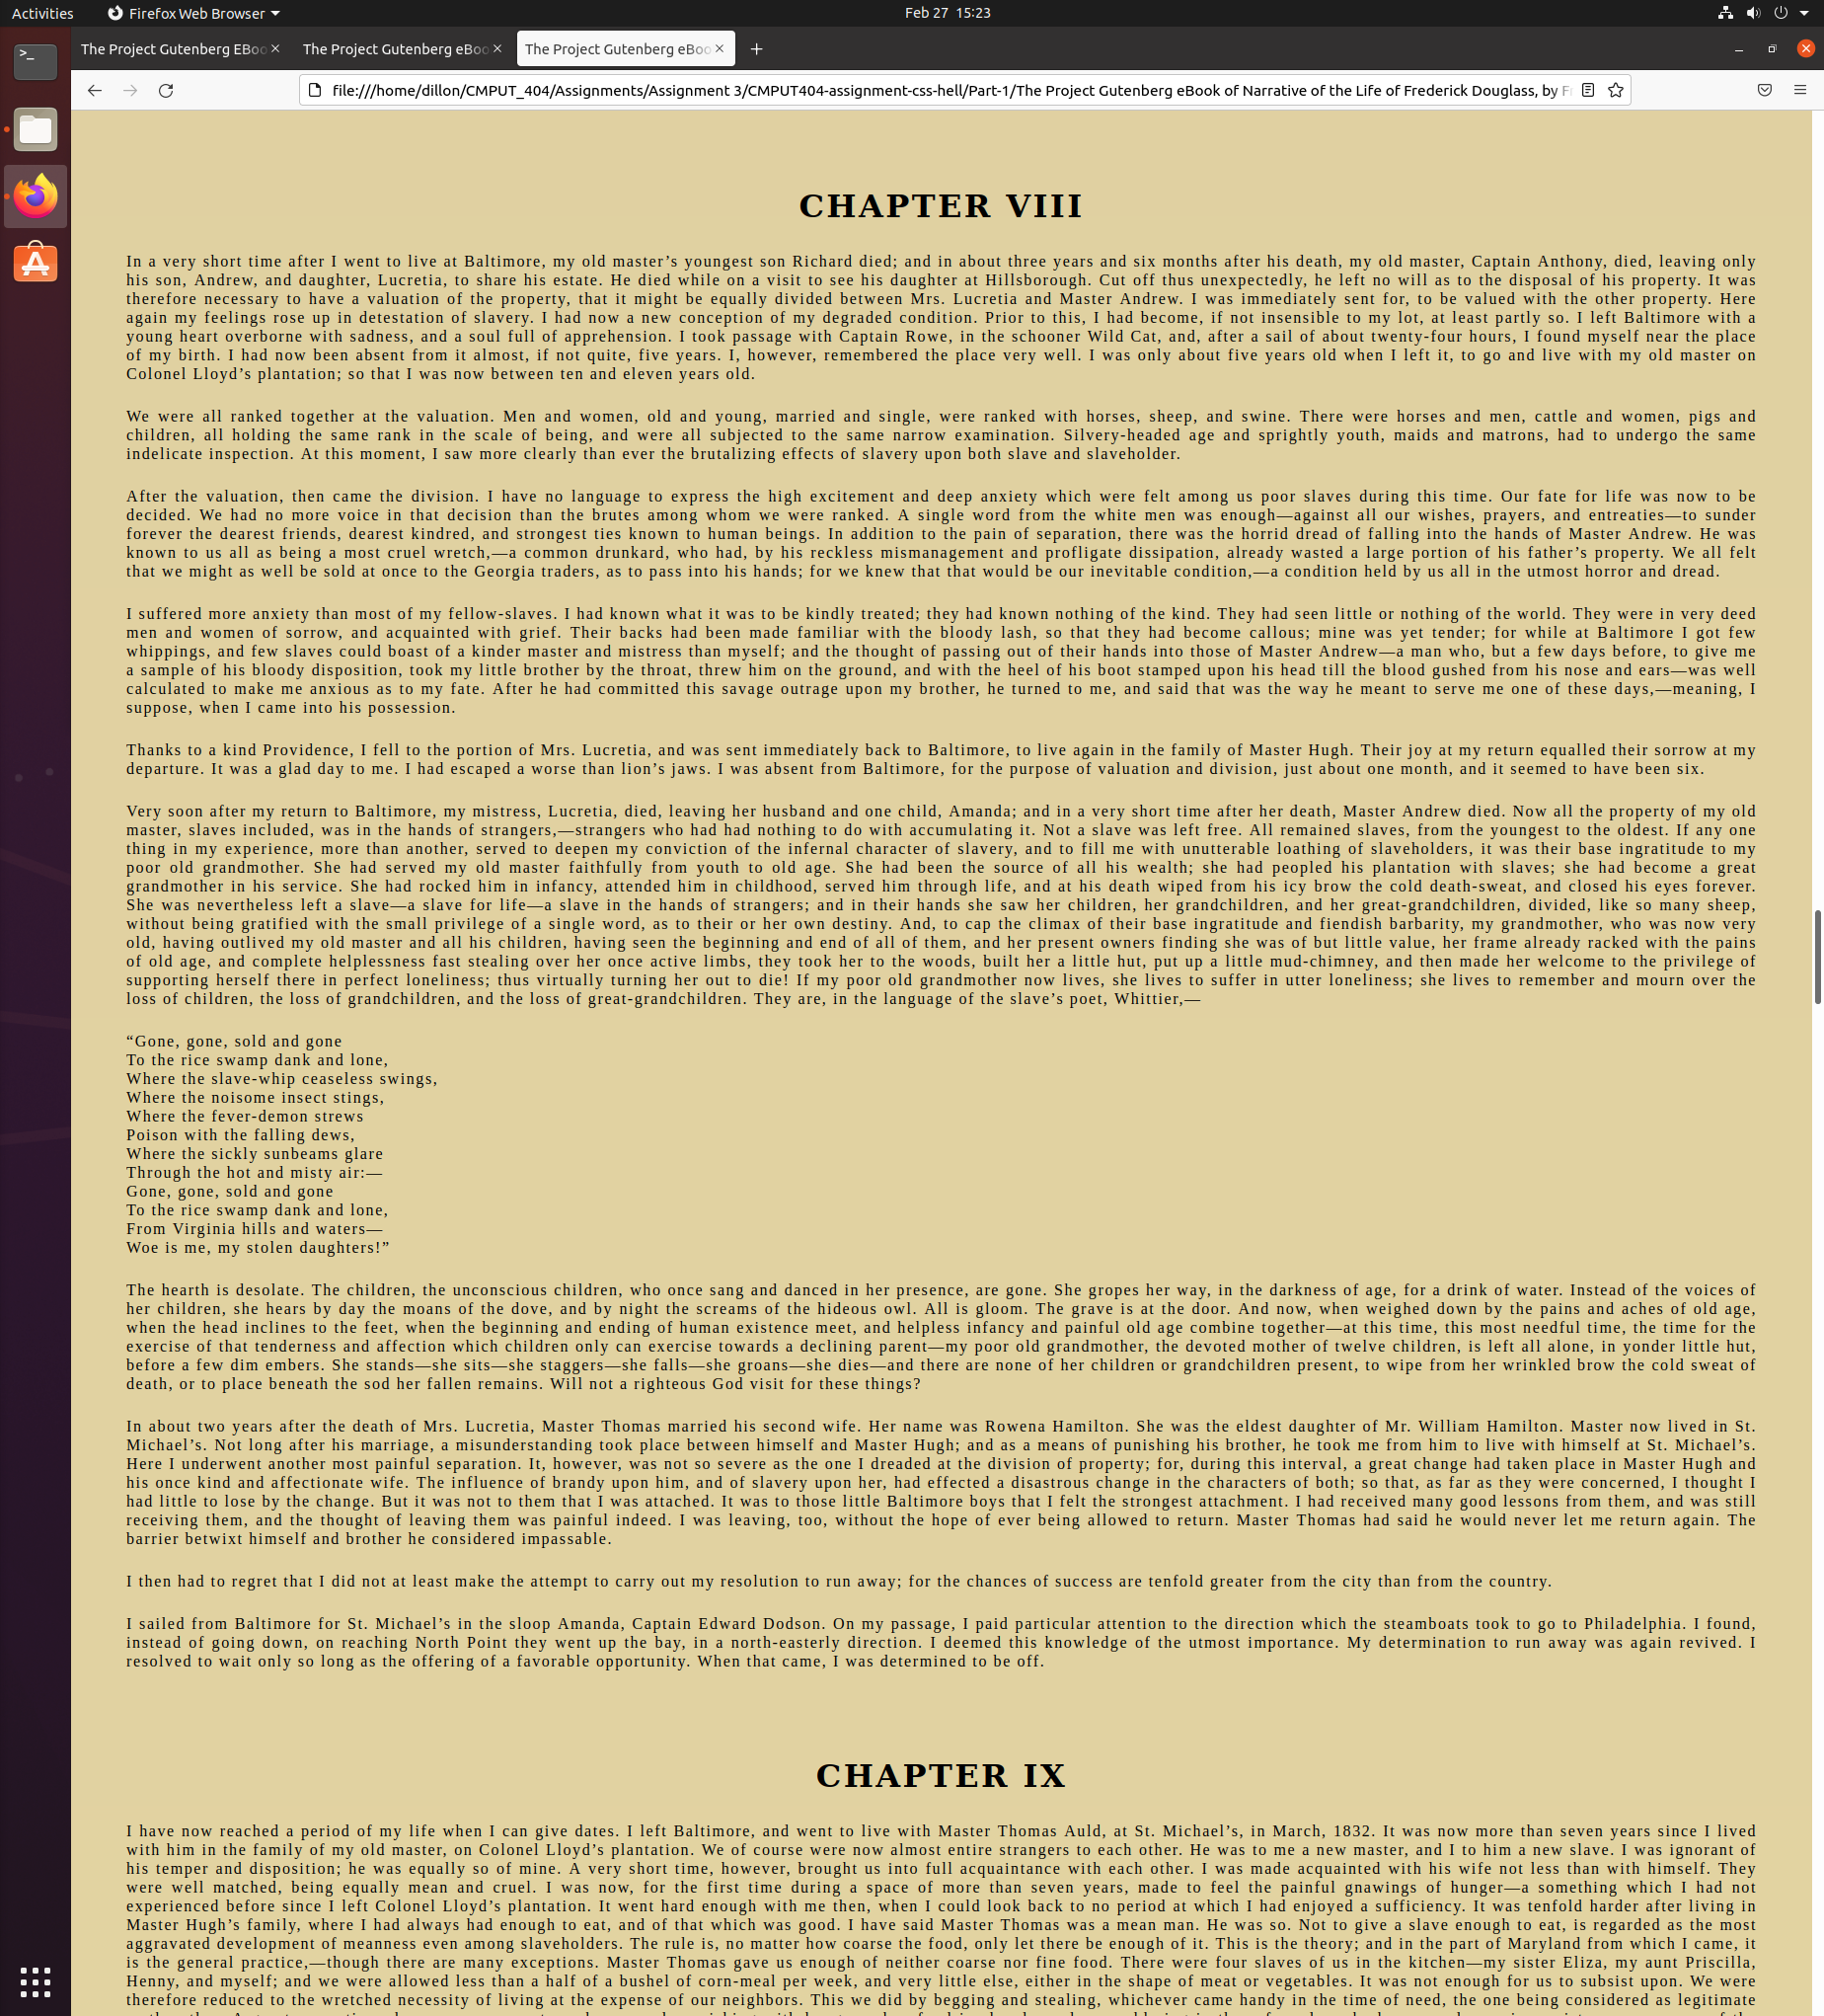 Activities
Firefox Web Browser
Feb 27 15:23
The Project Gutenberg EBoo
The Project Gutenberg eBoo
The Project Gutenberg eBoo
file:///home/dillon/CMPUT_404/Assignments/Assignment 3/CMPUT404-assignment-css-hell/Part-1/The Project Gutenberg eBook of Narrative of the Life of Frederick Douglass, by Fr
CHAPTER VIII
In a very short time after I went to live at Baltimore, my old master’s youngest son Richard died; and in about three years and six months after his death, my old master, Captain Anthony, died, leaving only
his son, Andrew, and daughter, Lucretia, to share his estate. He died while on a visit to see his daughter at Hillsborough. Cut off thus unexpectedly, he left no will as to the disposal of his property. It was
therefore necessary to have a valuation of the property, that it might be equally divided between Mrs. Lucretia and Master Andrew. I was immediately sent for, to be valued with the other property. Here
again my feelings rose up in detestation of slavery. I had now a new conception of my degraded condition. Prior to this, I had become, if not insensible to my lot, at least partly so. I left Baltimore with a
young heart overborne with sadness, and a soul full of apprehension. I took passage with Captain Rowe, in the schooner Wild Cat, and, after a sail of about twenty-four hours, I found myself near the place
of my birth. I had now been absent from it almost, if not quite, five years. I, however, remembered the place very well. I was only about five years old when I left it, to go and live with my old master on
Colonel Lloyd’s plantation; so that I was now between ten and eleven years old.
We were all ranked together at the valuation. Men and women, old and young, married and single, were ranked with horses, sheep, and swine. There were horses and men, cattle and women, pigs and
children, all holding the same rank in the scale of being, and were all subjected to the same narrow examination. Silvery-headed age and sprightly youth, maids and matrons, had to undergo the same
indelicate inspection. At this moment, I saw more clearly than ever the brutalizing effects of slavery upon both slave and slaveholder.
After the valuation, then came the division. I have no language to express the high excitement and deep anxiety which were felt among us poor slaves during this time. Our fate for life was now to be
decided. We had no more voice in that decision than the brutes among whom we were ranked. A single word from the white men was enough—against all our wishes, prayers, and entreaties—to sunder
forever the dearest friends, dearest kindred, and strongest ties known to human beings. In addition to the pain of separation, there was the horrid dread of falling into the hands of Master Andrew. He was
known to us all as being a most cruel wretch,—a common drunkard, who had, by his reckless mismanagement and profligate dissipation, already wasted a large portion of his father’s property. We all felt
that we might as well be sold at once to the Georgia traders, as to pass into his hands; for we knew that that would be our inevitable condition,—a condition held by us all in the utmost horror and dread.
I suffered more anxiety than most of my fellow-slaves. I had known what it was to be kindly treated; they had known nothing of the kind. They had seen little or nothing of the world. They were in very deed
men and women of sorrow, and acquainted with grief. Their backs had been made familiar with the bloody lash, so that they had become callous; mine was yet tender; for while at Baltimore I got few
whippings, and few slaves could boast of a kinder master and mistress than myself; and the thought of passing out of their hands into those of Master Andrew—a man who, but a few days before, to give me
a sample of his bloody disposition, took my little brother by the throat, threw him on the ground, and with the heel of his boot stamped upon his head till the blood gushed from his nose and ears—was well
calculated to make me anxious as to my fate. After he had committed this savage outrage upon my brother, he turned to me, and said that was the way he meant to serve me one of these days,—meaning, I
suppose, when I came into his possession.
Thanks to a kind Providence, I fell to the portion of Mrs. Lucretia, and was sent immediately back to Baltimore, to live again in the family of Master Hugh. Their joy at my return equalled their sorrow at my
departure. It was a glad day to me. I had escaped a worse than lion’s jaws. I was absent from Baltimore, for the purpose of valuation and division, just about one month, and it seemed to have been six.
Very soon after my return to Baltimore, my mistress, Lucretia, died, leaving her husband and one child, Amanda; and in a very short time after her death, Master Andrew died. Now all the property of my old
master, slaves included, was in the hands of strangers,—strangers who had had nothing to do with accumulating it. Not a slave was left free. All remained slaves, from the youngest to the oldest. If any one
thing in my experience, more than another, served to deepen my conviction of the infernal character of slavery, and to fill me with unutterable loathing of slaveholders, it was their base ingratitude to my
poor old grandmother. She had served my old master faithfully from youth to old age. She had been the source of all his wealth; she had peopled his plantation with slaves; she had become a great
grandmother in his service. She had rocked him in infancy, attended him in childhood, served him through life, and at his death wiped from his icy brow the cold death-sweat, and closed his eyes forever.
She was nevertheless left a slave—a slave for life—a slave in the hands of strangers; and in their hands she saw her children, her grandchildren, and her great-grandchildren, divided, like so many sheep,
without being gratified with the small privilege of a single word, as to their or her own destiny. And, to cap the climax of their base ingratitude and fiendish barbarity, my grandmother, who was now very
old, having outlived my old master and all his children, having seen the beginning and end of all of them, and her present owners finding she was of but little value, her frame already racked with the pains
of old age, and complete helplessness fast stealing over her once active limbs, they took her to the woods, built her a little hut, put up a little mud-chimney, and then made her welcome to the privilege of
supporting herself there in perfect loneliness; thus virtually turning her out to die! If my poor old grandmother now lives, she lives to suffer in utter loneliness; she lives to remember and mourn over the
loss of children, the loss of grandchildren, and the loss of great-grandchildren. They are, in the language of the slave’s poet, Whittier,—
“Gone, gone, sold and gone
To the rice swamp dank and lone,
Where the slave-whip ceaseless swings,
Where the noisome insect stings,
Where the fever-demon strews
Poison with the falling dews,
Where the sickly sunbeams glare
Through the hot and misty air:—
Gone, gone, sold and gone
To the rice swamp dank and lone,
From Virginia hills and waters—
Woe is me, my stolen daughters!”
The hearth is desolate. The children, the unconscious children, who once sang and danced in her presence, are gone. She gropes her way, in the darkness of age, for a drink of water. Instead of the voices of
her children, she hears by day the moans of the dove, and by night the screams of the hideous owl. All is gloom. The grave is at the door. And now, when weighed down by the pains and aches of old age,
when the head inclines to the feet, when the beginning and ending of human existence meet, and helpless infancy and painful old age combine together—at this time, this most needful time, the time for the
exercise of that tenderness and affection which children only can exercise towards a declining parent—my poor old grandmother, the devoted mother of twelve children, is left all alone, in yonder little hut,
before a few dim embers. She stands—she sits—she staggers—she falls—she groans—she dies—and there are none of her children or grandchildren present, to wipe from her wrinkled brow the cold sweat of
death, or to place beneath the sod her fallen remains. Will not a righteous God visit for these things?
In about two years after the death of Mrs. Lucretia, Master Thomas married his second wife. Her name was Rowena Hamilton. She was the eldest daughter of Mr. William Hamilton. Master now lived in St.
Michael’s. Not long after his marriage, a misunderstanding took place between himself and Master Hugh; and as a means of punishing his brother, he took me from him to live with himself at St. Michael’s.
Here I underwent another most painful separation. It, however, was not so severe as the one I dreaded at the division of property; for, during this interval, a great change had taken place in Master Hugh and
his once kind and affectionate wife. The influence of brandy upon him, and of slavery upon her, had effected a disastrous change in the characters of both; so that, as far as they were concerned, I thought I
had little to lose by the change. But it was not to them that I was attached. It was to those little Baltimore boys that I felt the strongest attachment. I had received many good lessons from them, and was still
receiving them, and the thought of leaving them was painful indeed. I was leaving, too, without the hope of ever being allowed to return. Master Thomas had said he would never let me return again. The
barrier betwixt himself and brother he considered impassable.
I then had to regret that I did not at least make the attempt to carry out my resolution to run away; for the chances of success are tenfold greater from the city than from the country.
I sailed from Baltimore for St. Michael’s in the sloop Amanda, Captain Edward Dodson. On my passage, I paid particular attention to the direction which the steamboats took to go to Philadelphia. I found,
instead of going down, on reaching North Point they went up the bay, in a north-easterly direction. I deemed this knowledge of the utmost importance. My determination to run away was again revived. I
resolved to wait only so long as the offering of a favorable opportunity. When that came, I was determined to be off.
CHAPTER IX
I have now reached a period of my life when I can give dates. I left Baltimore, and went to live with Master Thomas Auld, at St. Michael’s, in March, 1832. It was now more than seven years since I lived
with him in the family of my old master, on Colonel Lloyd’s plantation. We of course were now almost entire strangers to each other. He was to me a new master, and I to him a new slave. I was ignorant of
his temper and disposition; he was equally so of mine. A very short time, however, brought us into full acquaintance with each other. I was made acquainted with his wife not less than with himself. They
were well matched, being equally mean and cruel. I was now, for the first time during a space of more than seven years, made to feel the painful gnawings of hunger—a something which I had not
experienced before since I left Colonel Lloyd’s plantation. It went hard enough with me then, when I could look back to no period at which I had enjoyed a sufficiency. It was tenfold harder after living in
Master Hugh’s family, where I had always had enough to eat, and of that which was good. I have said Master Thomas was a mean man. He was so. Not to give a slave enough to eat, is regarded as the most
aggravated development of meanness even among slaveholders. The rule is, no matter how coarse the food, only let there be enough of it. This is the theory; and in the part of Maryland from which I came, it
is the general practice,—though there are many exceptions. Master Thomas gave us enough of neither coarse nor fine food. There were four slaves of us in the kitchen—my sister Eliza, my aunt Priscilla,
Henny, and myself; and we were allowed less than a half of a bushel of corn-meal per week, and very little else, either in the shape of meat or vegetables. It was not enough for us to subsist upon. We were
therefore reduced to the wretched necessity of living at the expense of our neighbors. This we did by begging and stealing, whichever came handy in the time of need, the one being considered as legitimate